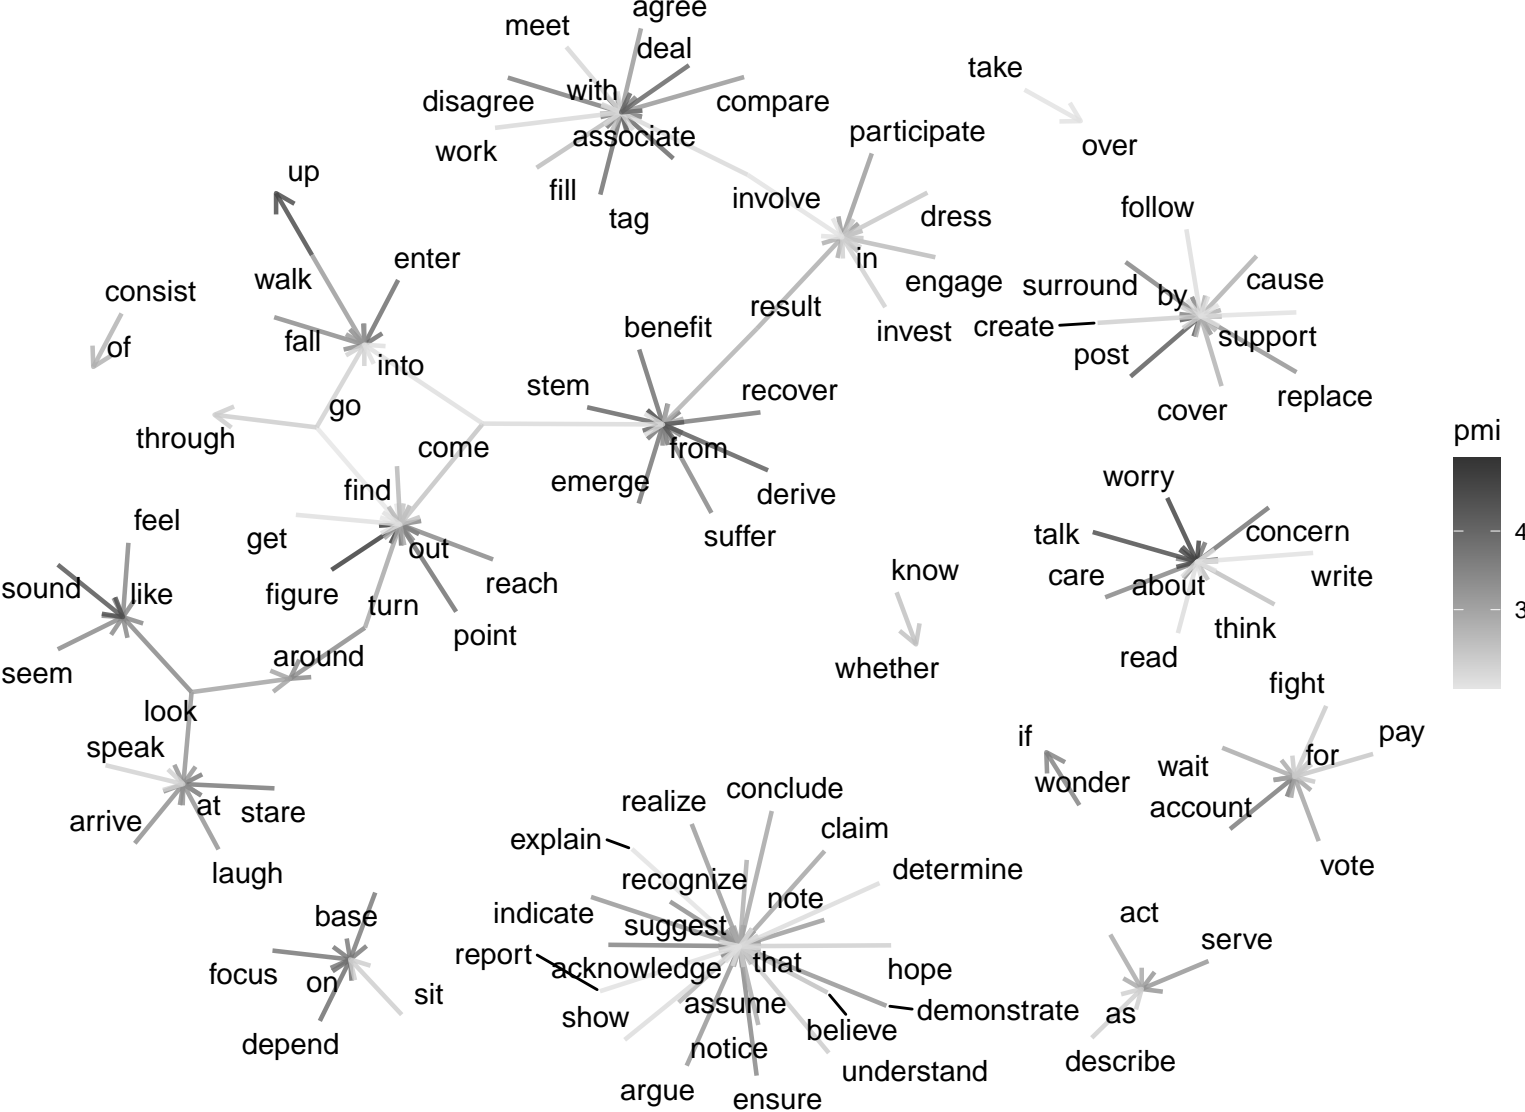 agree
meet
deal
take
with
disagree
compare
associate
participate
over
work
up
fill
involve
follow
tag
dress
enter
in
walk
engage
surround
by
cause
consist
result
invest
create
benefit
support
of
fall
post
into
stem
recover
replace
go
cover
through
come
from
pmi
find
emerge
derive
worry
feel
get
out
suffer
talk
concern
4
sound
like
figure
turn
reach
know
care
about
write
point
think
3
seem
around
whether
read
look
fight
speak
if
for
pay
at
stare
realize
conclude
wonder
wait
arrive
explain
claim
account
laugh
recognize
note
determine
vote
base
indicate
suggest
act
focus
on
report
acknowledge
that
hope
serve
sit
show
assume
believe
demonstrate
as
depend
notice
understand
describe
argue
ensure